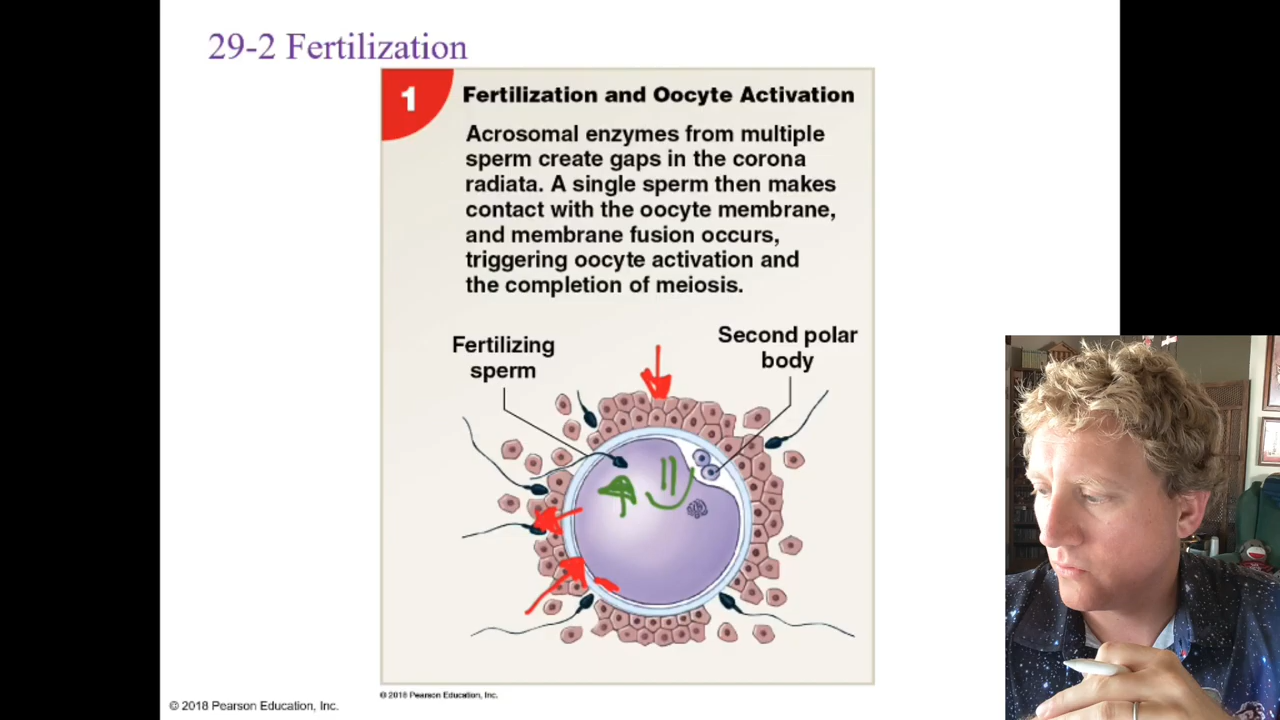 29-2 Fertilization
1
Fertilization and Oocyte Activation
Acrosomal enzymes from multiple
sperm create gaps in the corona
radiata. A single sperm then makes
contact with the oocyte membrane,
and membrane fusion occurs,
triggering oocyte activation and
the completion of meiosis.
Fertilizing
sperm
Second polar
body
© 2018 Pearson Education, Inc.
© 2018 Pearson Education, Inc.